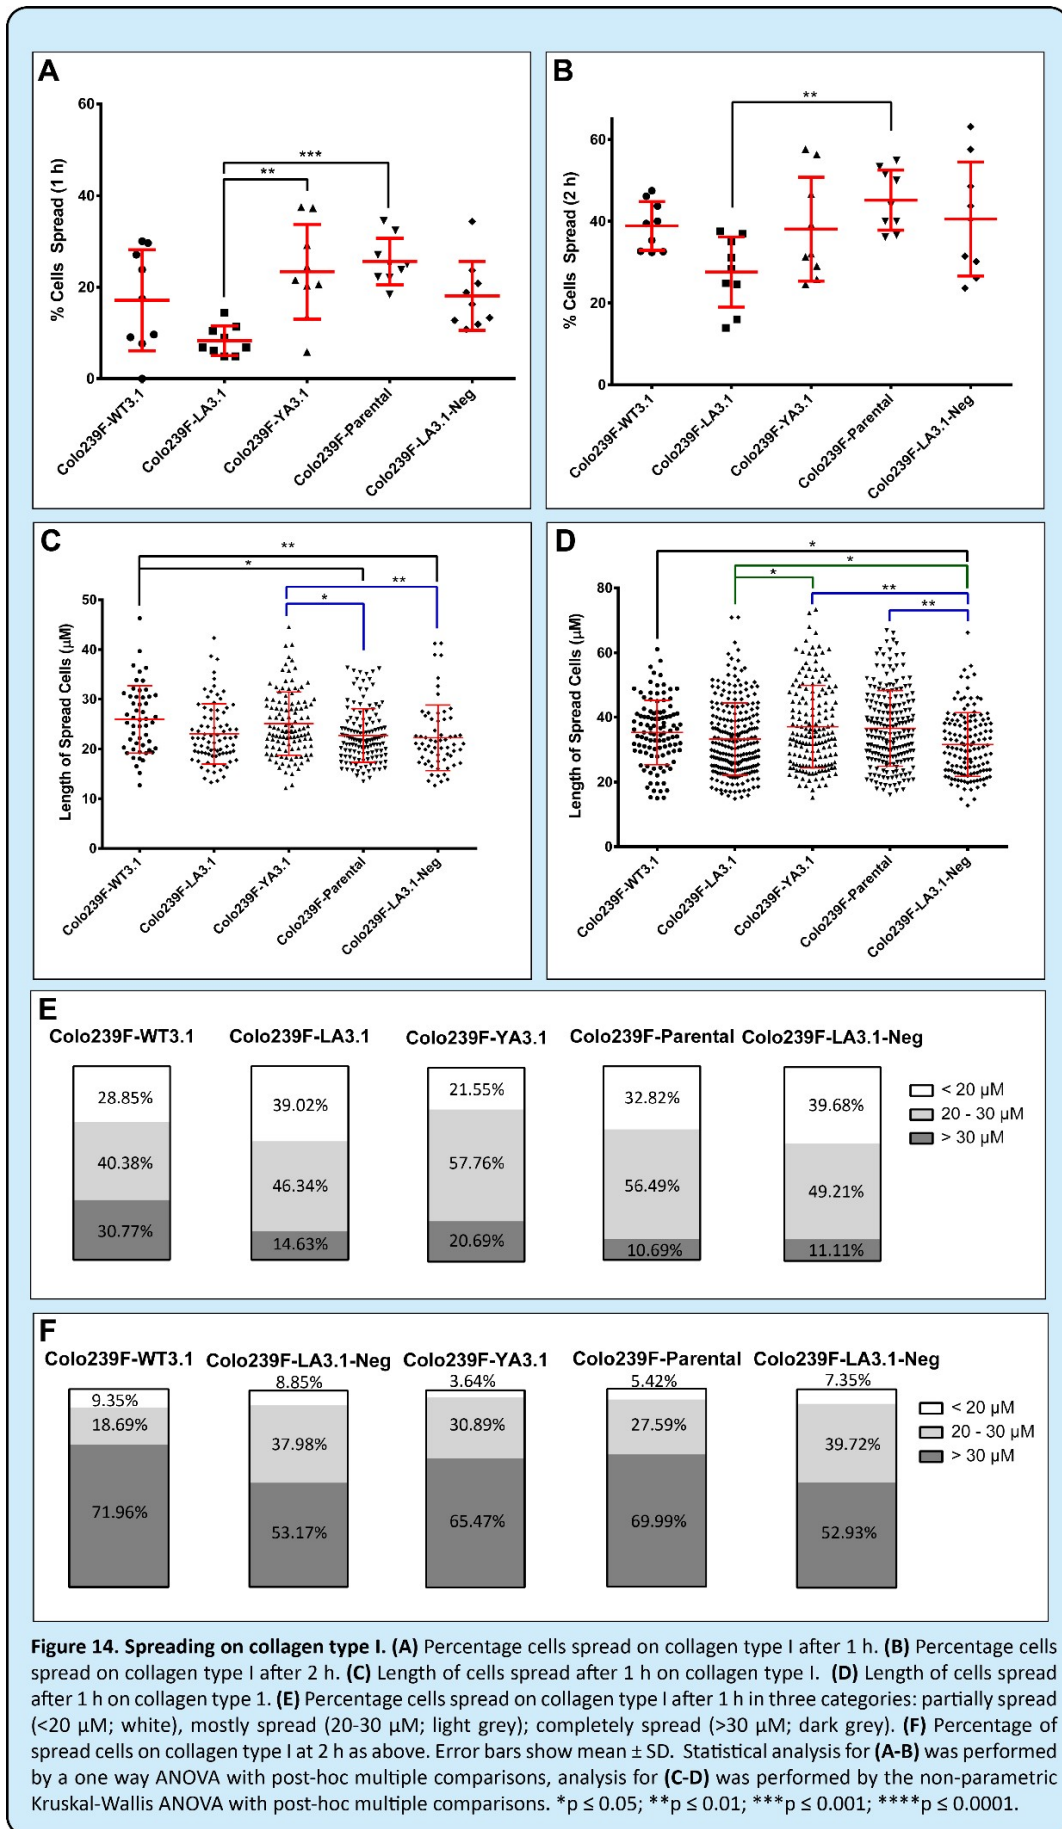 A
60
40
20
0
% Cells Spread (1 h)
***
**
Colo239F-WT3.1
Colo239F-LA3.1
Colo239F-YA3.1
Colo239F-Parental
Colo239F-LA3.1-Neg
B
60
40
20
0
% Cells Spread (2 h)
**
Colo239F-WT3.1
Colo239F-LA3.1
Colo239F-YA3.1
Colo239F-Parental
Colo239F-LA3.1-Neg
C
50
40
30
20
10
0
Length of Spread Cells (µM)
**
*
**
*
Colo239F-WT3.1
Colo239F-LA3.1
Colo239F-YA3.1
Colo239F-Parental
Colo239F-LA3.1-Neg
D
80
60
40
20
0
Length of Spread Cells (µM)
*
*
*
**
**
Colo239F-WT3.1
Colo239F-LA3.1
Colo239F-YA3.1
Colo239F-Parental
Colo239F-LA3.1-Neg
E
Colo239F-WT3.1 Colo239F-LA3.1 Colo239F-YA3.1 Colo239F-Parental Colo239F-LA3.1-Neg
28.85% 39.02% 21.55% 32.82% 39.68%
40.38% 46.34% 57.76% 56.49% 49.21%
30.77% 14.63% 20.69% 10.69% 11.11%
< 20 µM
20 - 30 µM
> 30 µM
F
Colo239F-WT3.1 Colo239F-LA3.1-Neg Colo239F-YA3.1 Colo239F-Parental Colo239F-LA3.1-Neg
9.35% 8.85% 3.64% 5.42% 7.35%
18.69% 37.98% 30.89% 27.59% 39.72%
71.96% 53.17% 65.47% 69.99% 52.93%
< 20 µM
20 - 30 µM
> 30 µM
Figure 14. Spreading on collagen type I. (A) Percentage cells spread on collagen type I after 1 h. (B) Percentage cells
spread on collagen type I after 2 h. (C) Length of cells spread after 1 h on collagen type I. (D) Length of cells spread
after 1 h on collagen type 1. (E) Percentage cells spread on collagen type I after 1 h in three categories: partially spread
(<20 µM; white), mostly spread (20-30 µM; light grey); completely spread (>30 µM; dark grey). (F) Percentage of
spread cells on collagen type I at 2 h as above. Error bars show mean ± SD. Statistical analysis for (A-B) was performed
by a one way ANOVA with post-hoc multiple comparisons, analysis for (C-D) was performed by the non-parametric
Kruskal-Wallis ANOVA with post-hoc multiple comparisons. *p ≤ 0.05; **p ≤ 0.01; ***p ≤ 0.001; ****p ≤ 0.0001.